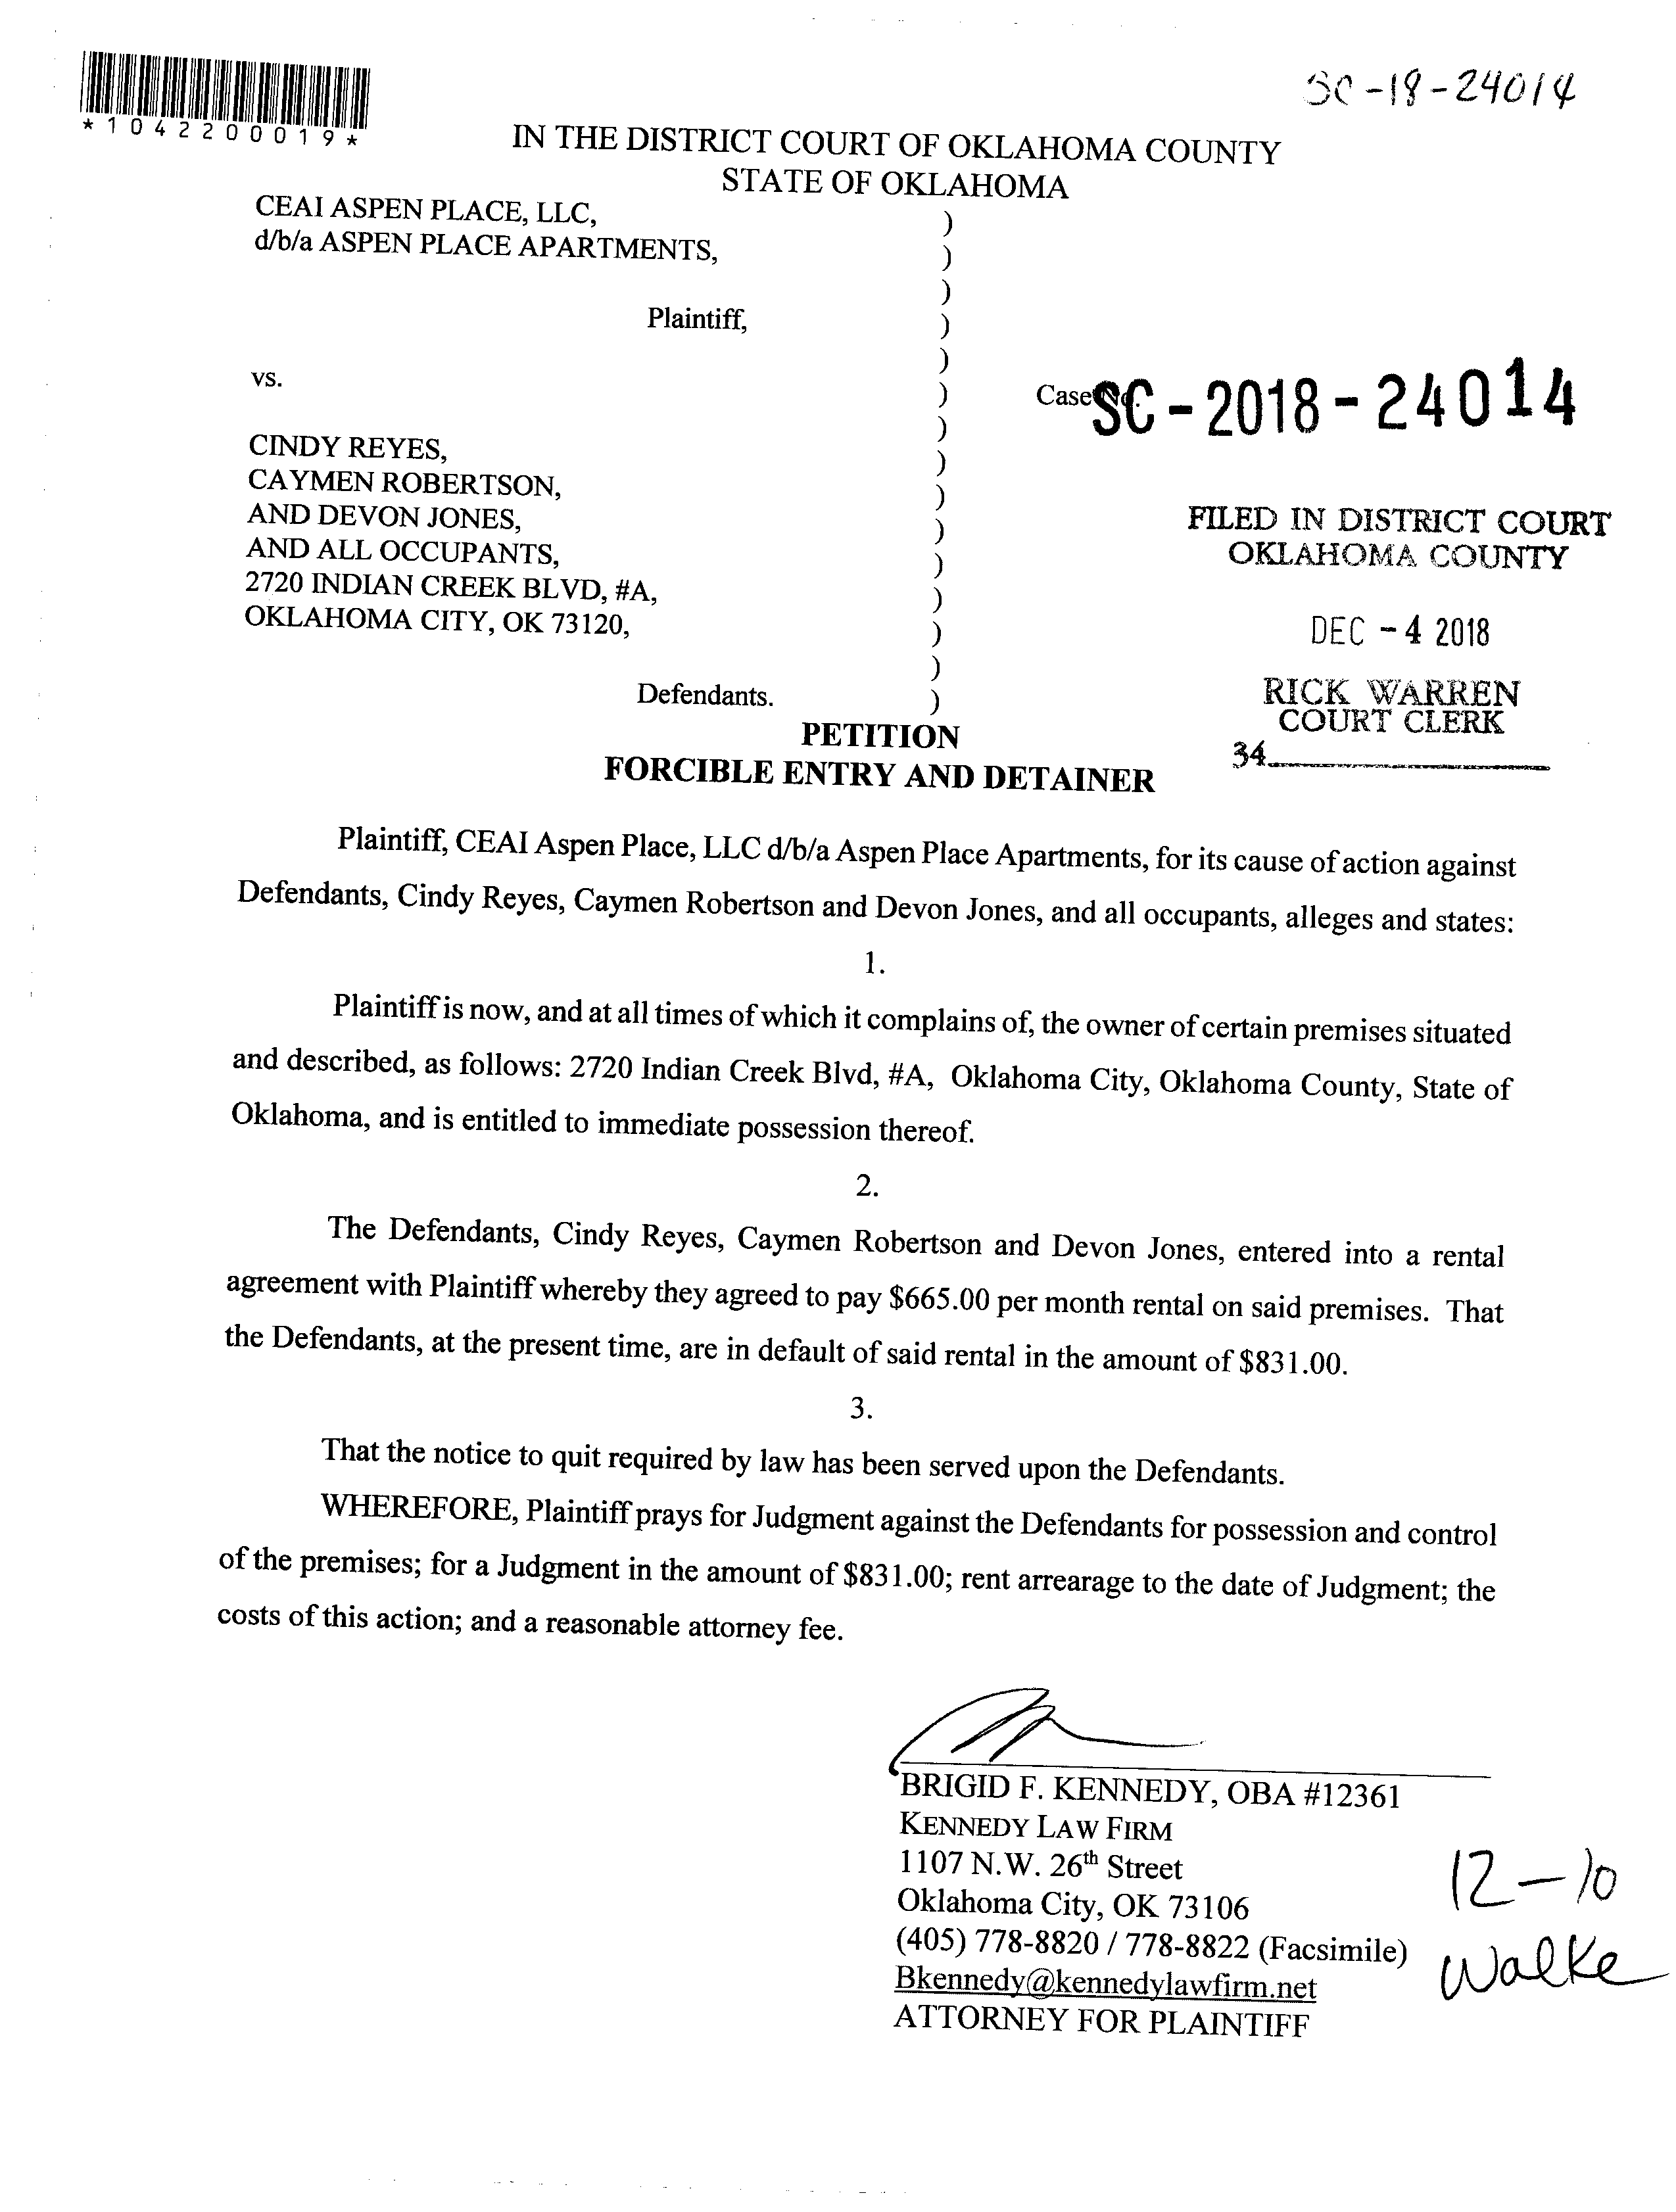 SC-18-24014
*1042200019*
IN THE DISTRICT COURT OF OKLAHOMA COUNTY
STATE OF OKLAHOMA
CEAI ASPEN PLACE, LLC, )
d/b/a ASPEN PLACE APARTMENTS, )
)
Plaintiff, )
)
vs. )
Case No. SC-2018-24014
)
CINDY REYES, )
CAYMEN ROBERTSON, )
AND DEVON JONES, )
AND ALL OCCUPANTS, )
2720 INDIAN CREEK BLVD, #A, )
OKLAHOMA CITY, OK 73120, )
)
Defendants. )
FILED IN DISTRICT COURT
OKLAHOMA COUNTY
DEC -4 2018
RICK WARREN
COURT CLERK
34
PETITION
FORCIBLE ENTRY AND DETAINER
Plaintiff, CEAI Aspen Place, LLC d/b/a Aspen Place Apartments, for its cause of action against
Defendants, Cindy Reyes, Caymen Robertson and Devon Jones, and all occupants, alleges and states:
1.
Plaintiff is now, and at all times of which it complains of, the owner of certain premises situated
and described, as follows: 2720 Indian Creek Blvd, #A, Oklahoma City, Oklahoma County, State of
Oklahoma, and is entitled to immediate possession thereof.
2.
The Defendants, Cindy Reyes, Caymen Robertson and Devon Jones, entered into a rental
agreement with Plaintiff whereby they agreed to pay $665.00 per month rental on said premises. That
the Defendants, at the present time, are in default of said rental in the amount of $831.00.
3.
That the notice to quit required by law has been served upon the Defendants.
WHEREFORE, Plaintiff prays for Judgment against the Defendants for possession and control
of the premises; for a Judgment in the amount of $831.00; rent arrearage to the date of Judgment; the
costs of this action; and a reasonable attorney fee.
BRIGID F. KENNEDY, OBA #12361
KENNEDY LAW FIRM
1107 N.W. 26th Street
Oklahoma City, OK 73106
(405) 778-8820 / 778-8822 (Facsimile)
Bkennedy@kennedylawfirm.net
ATTORNEY FOR PLAINTIFF
12-10
Walke